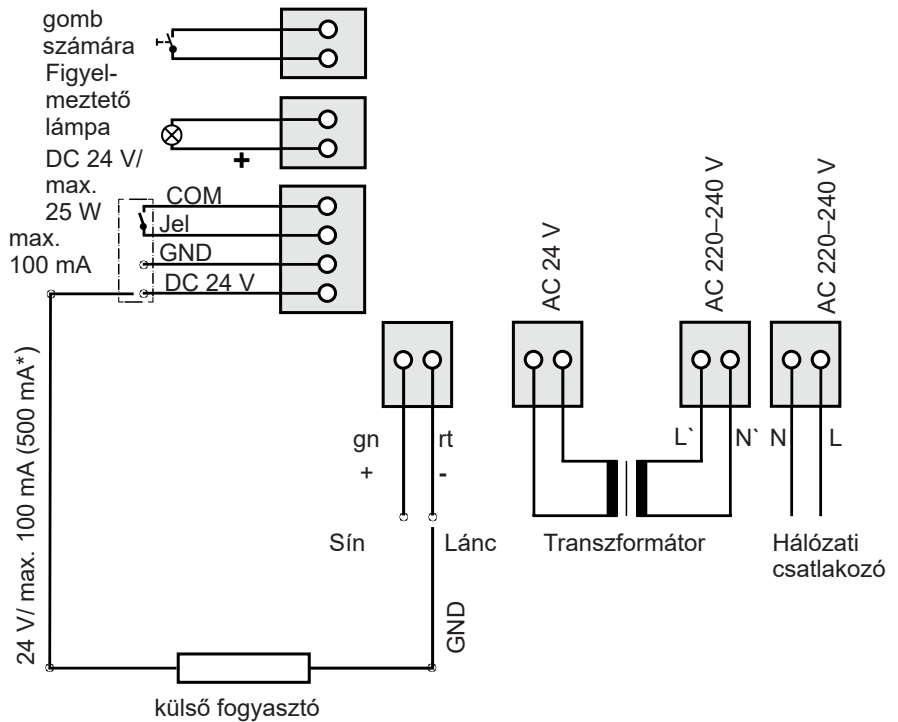 gomb
számára
Figyel-
meztető
lámpa
DC 24 V/
max.
25 W
+
COM
Jel
GND
DC 24 V
max.
100 mA
24 V/ max. 100 mA (500 mA*)
gn
rt
+
-
Sín
Lánc
GND
külső fogyasztó
AC 24 V
AC 220–240 V
AC 220–240 V
L`
N`
N
L
Transzformátor
Hálózati
csatlakozó